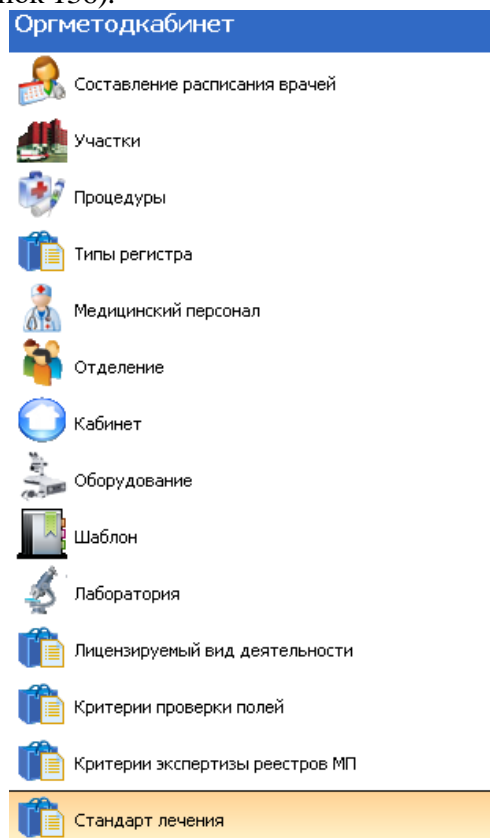 Оргметодкабинет
Составление расписания врачей
Участки
Процедуры
Типы регистра
Медицинский персонал
Отделение
Кабинет
Оборудование
Шаблон
Лаборатория
Лицензируемый вид деятельности
Критерии проверки полей
Критерии экспертизы реестров МП
Стандарт лечения